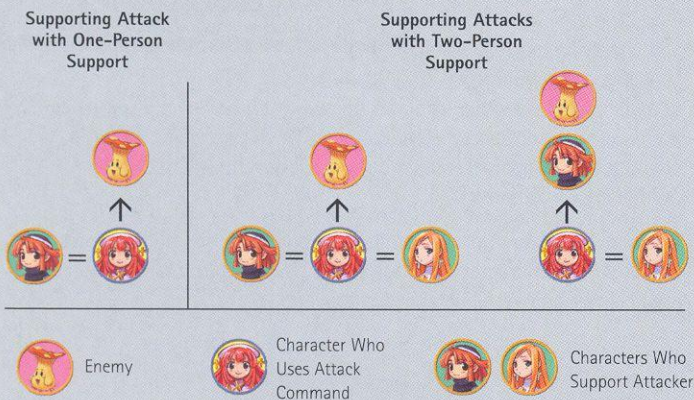 Supporting Attack
with One-Person
Support
Supporting Attacks
with Two-Person
Support
Enemy
Character Who
Uses Attack
Command
Characters Who
Support Attacker